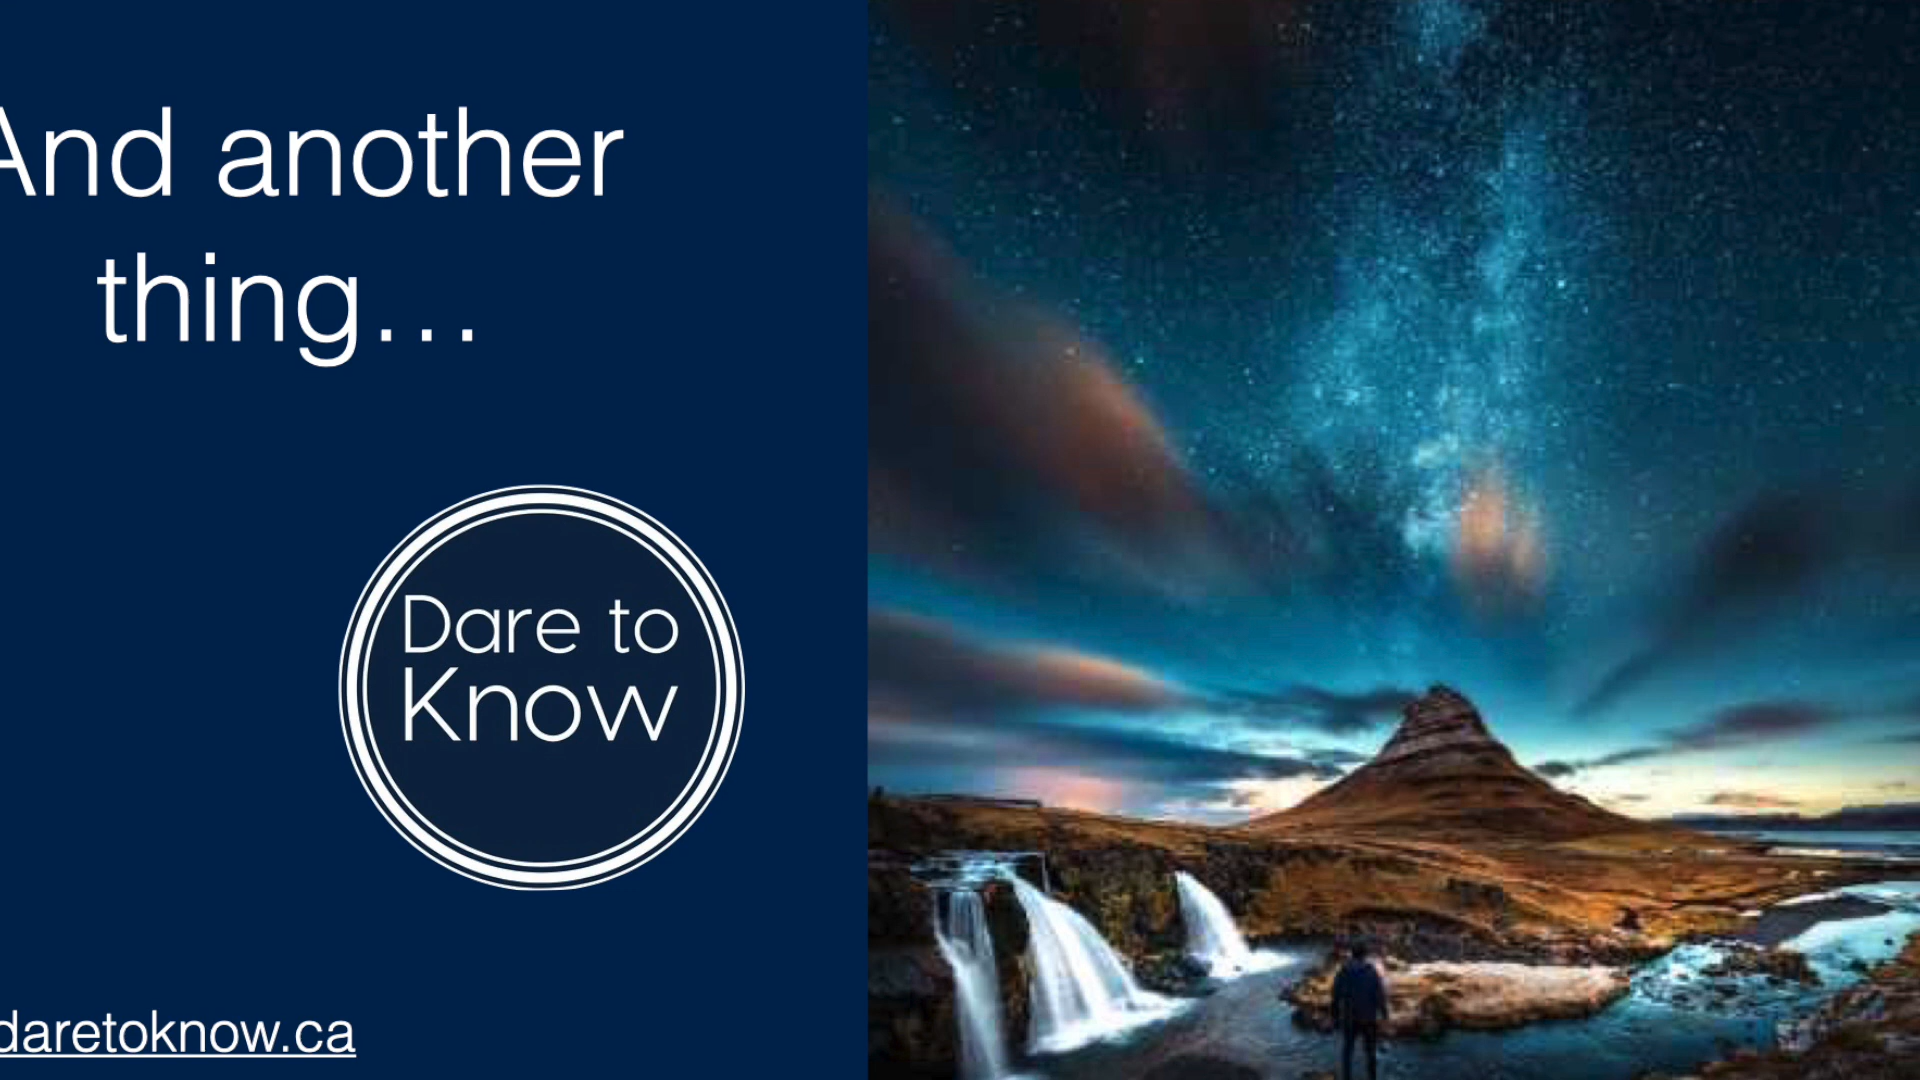 And another
thing…
Dare to
Know
daretoknow.ca